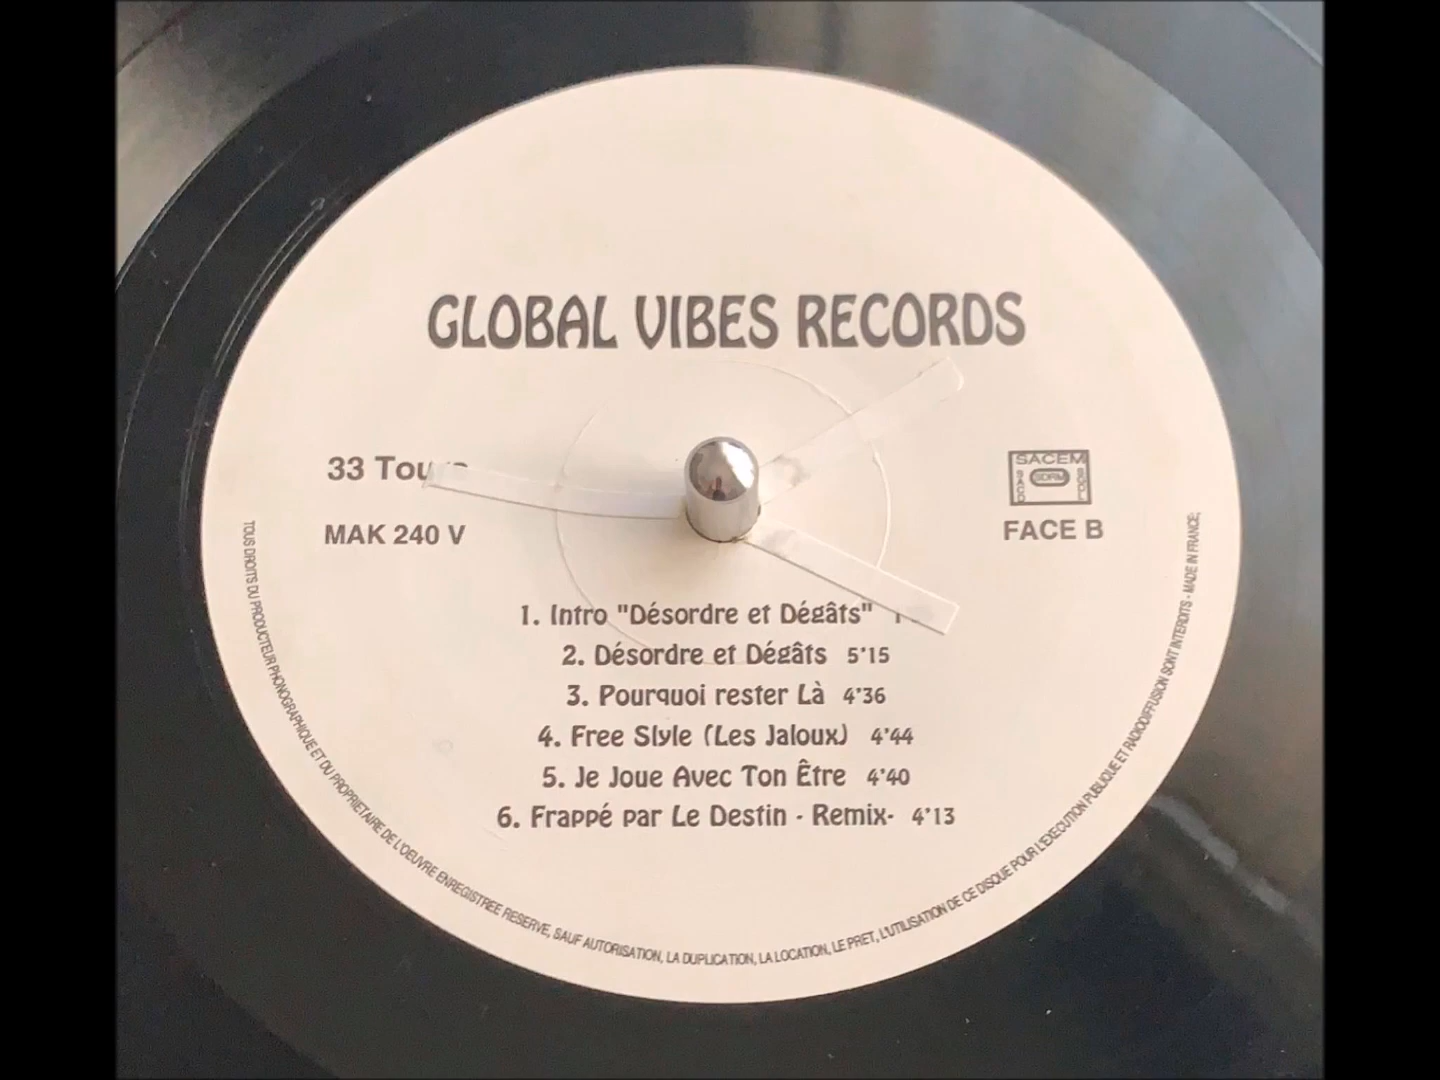 GLOBAL VIBES RECORDS
33
MAK 240 V
SACEM
SACD SDRM SGDL
FACE B
1. Intro "Désordre et Dégâts"
2. Désordre et Dégâts 5'15
3. Pourquoi rester Là 4'36
4. Free Slyle (Les Jaloux) 4'44
5. Je Joue Avec Ton Être 4'40
6. Frappé par Le Destin - Remix- 4'13
TOUS DROITS DU PRODUCTEUR PHONOGRAPHIQUE ET DU PROPRIETAIRE DE L'OEUVRE ENREGISTREE RESERVE, SAUF AUTORISATION, LA DUPLICATION, LA LOCATION, LE PRET, L'UTILISATION DE CE DISQUE POUR L'EXECUTION PUBLIQUE ET RADIODIFFUSION SONT INTERDITS - MADE IN FRANCE;